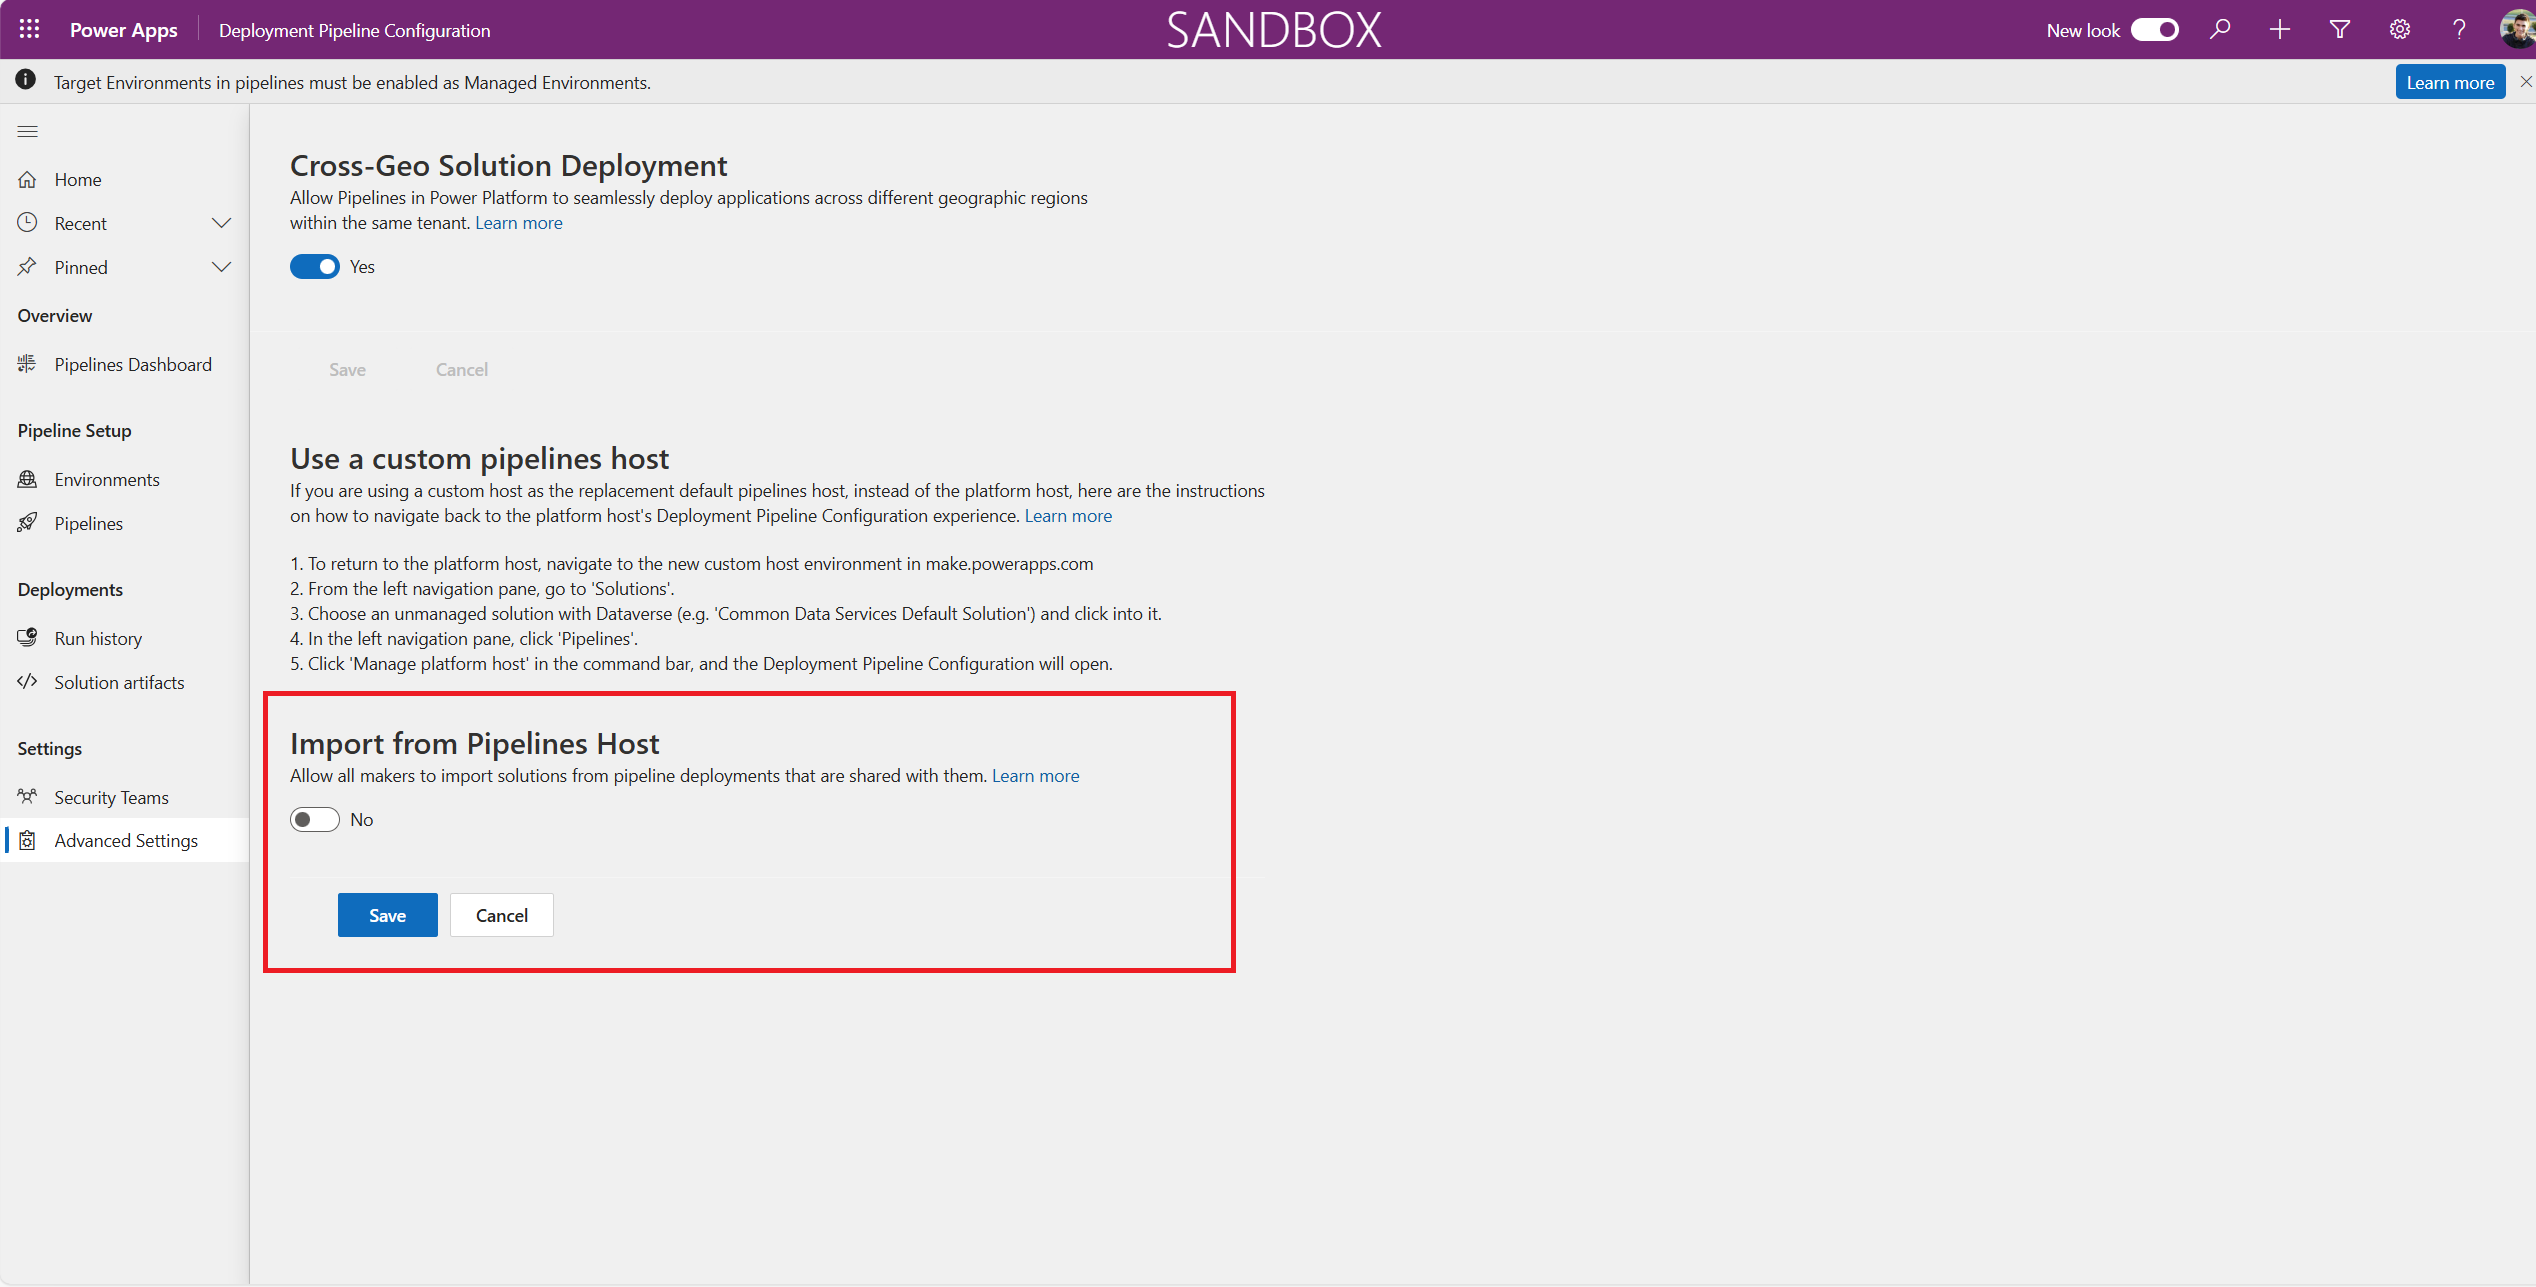 Power Apps
Deployment Pipeline Configuration
SANDBOX
New look
Target Environments in pipelines must be enabled as Managed Environments.
Learn more
Home
Recent
Pinned
Overview
Pipelines Dashboard
Pipeline Setup
Environments
Pipelines
Deployments
Run history
Solution artifacts
Settings
Security Teams
Advanced Settings
Cross-Geo Solution Deployment
Allow Pipelines in Power Platform to seamlessly deploy applications across different geographic regions
within the same tenant. Learn more
Yes
Save
Cancel
Use a custom pipelines host
If you are using a custom host as the replacement default pipelines host, instead of the platform host, here are the instructions
on how to navigate back to the platform host's Deployment Pipeline Configuration experience. Learn more
1. To return to the platform host, navigate to the new custom host environment in make.powerapps.com
2. From the left navigation pane, go to 'Solutions'.
3. Choose an unmanaged solution with Dataverse (e.g. 'Common Data Services Default Solution') and click into it.
4. In the left navigation pane, click 'Pipelines'.
5. Click 'Manage platform host' in the command bar, and the Deployment Pipeline Configuration will open.
Import from Pipelines Host
Allow all makers to import solutions from pipeline deployments that are shared with them. Learn more
No
Save
Cancel